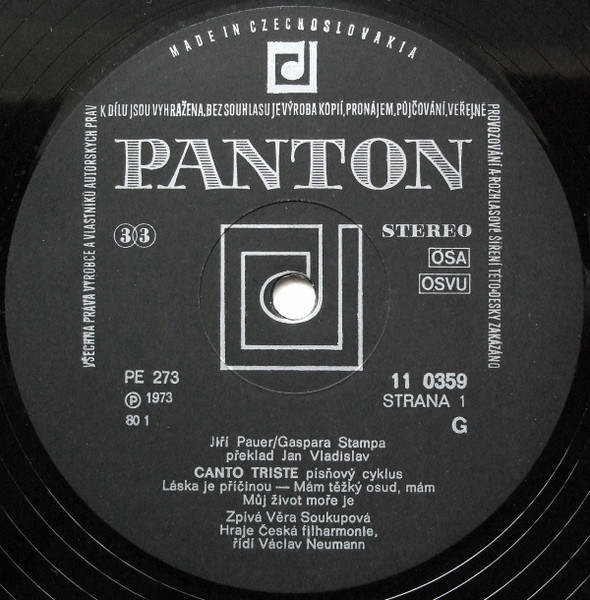 MADE IN CZECHOSLOVAKIA
VŠECHNA PRÁVA VÝROBCE A VLASTNÍKŮ AUTORSKÝCH PRÁV
K DÍLU JSOU VYHRAŽENA, BEZ SOUHLASU JE VÝROBA KOPIÍ, PRONÁJEM, PŮJČOVÁNÍ, VEŘEJNÉ
PROVOZOVÁNÍ A ROZHLASOVÉ ŠÍŘENÍ TÉTO DESKY ZAKÁZÁNO
PANTON
33
STEREO
OSA
OSVU
PE 273
11 0359
Ⓟ 1973
STRANA 1
80 1
G
Jiří Pauer/Gaspara Stampa
překlad Jan Vladislav
CANTO TRISTE písňový cyklus
Láska je příčinou — Mám těžký osud, mám
Můj život moře je
Zpívá Věra Soukupová
Hraje Česká filharmonie,
řídí Václav Neumann